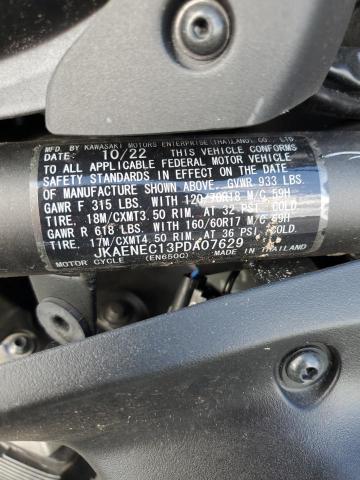 MFD. BY KAWASAKI MOTORS ENTERPRISE (THAILAND) CO., LTD.
DATE: 10/22 THIS VEHICLE CONFORMS
TO ALL APPLICABLE FEDERAL MOTOR VEHICLE
SAFETY STANDARDS IN EFFECT ON THE DATE
OF MANUFACTURE SHOWN ABOVE. GVWR 933 LBS.
GAWR F 315 LBS. WITH 120/70R18 M/C 59H
TIRE, 18M/CXMT3.50 RIM, AT 32 PSI, COLD.
GAWR R 618 LBS. WITH 160/60R17 M/C 69H
TIRE, 17M/CXMT4.50 RIM, AT 36 PSI, COLD.
JKAENEC13PDA07629
MOTOR CYCLE (EN650C) MADE IN THAILAND